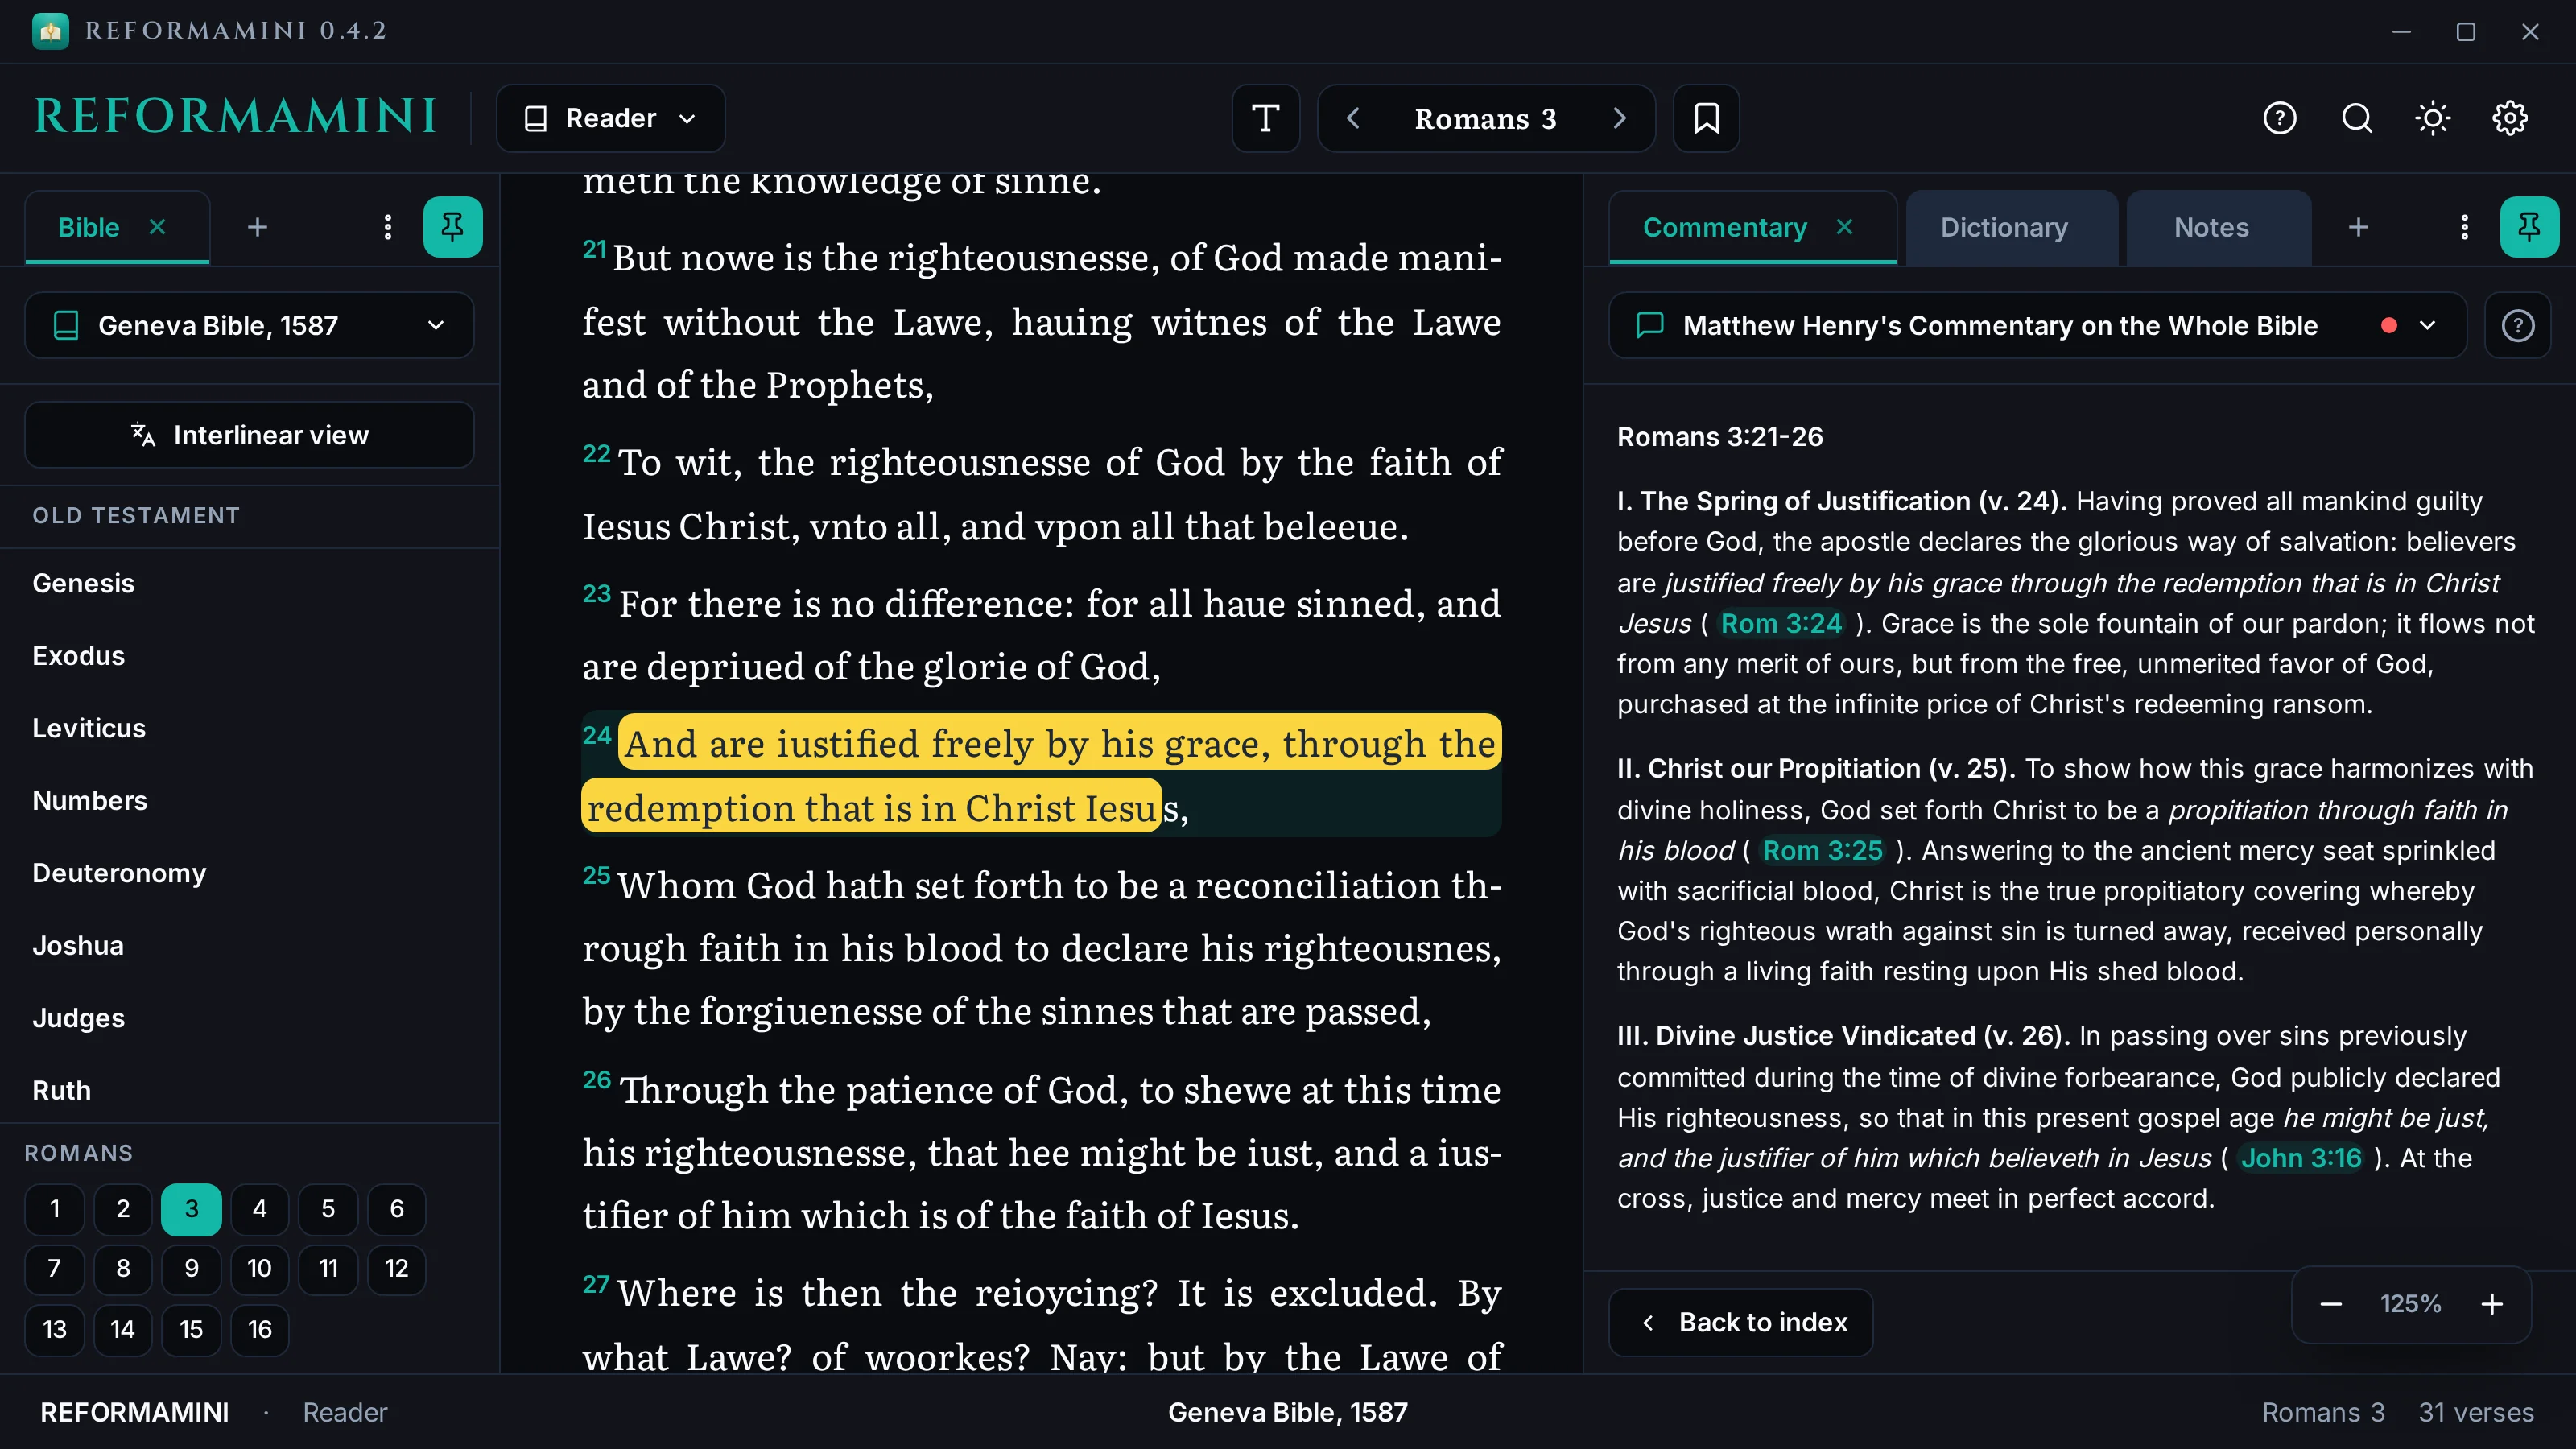 REFORMAMINI 0.4.2
REFORMAMINI
Reader
Romans 3
Bible
Geneva Bible, 1587
Interlinear view
OLD TESTAMENT
Genesis
Exodus
Leviticus
Numbers
Deuteronomy
Joshua
Judges
Ruth
ROMANS
1 2 3 4 5 6
7 8 9 10 11 12
13 14 15 16
meth the knowledge of sinne.
21 But nowe is the righteousnesse, of God made mani-
fest without the Lawe, hauing witnes of the Lawe
and of the Prophets,
22 To wit, the righteousnesse of God by the faith of
Iesus Christ, vnto all, and vpon all that beleeue.
23 For there is no difference: for all haue sinned, and
are depriued of the glorie of God,
24 And are iustified freely by his grace, through the
redemption that is in Christ Iesus,
25 Whom God hath set forth to be a reconciliation th-
rough faith in his blood to declare his righteousnes,
by the forgiuenesse of the sinnes that are passed,
26 Through the patience of God, to shewe at this time
his righteousnesse, that hee might be iust, and a ius-
tifier of him which is of the faith of Iesus.
27 Where is then the reioycing? It is excluded. By
what Lawe? of woorkes? Nay: but by the Lawe of
Commentary
Dictionary
Notes
Matthew Henry's Commentary on the Whole Bible
Romans 3:21-26
I. The Spring of Justification (v. 24). Having proved all mankind guilty
before God, the apostle declares the glorious way of salvation: believers
are justified freely by his grace through the redemption that is in Christ
Jesus ( Rom 3:24 ). Grace is the sole fountain of our pardon; it flows not
from any merit of ours, but from the free, unmerited favor of God,
purchased at the infinite price of Christ's redeeming ransom.
II. Christ our Propitiation (v. 25). To show how this grace harmonizes with
divine holiness, God set forth Christ to be a propitiation through faith in
his blood ( Rom 3:25 ). Answering to the ancient mercy seat sprinkled
with sacrificial blood, Christ is the true propitiatory covering whereby
God's righteous wrath against sin is turned away, received personally
through a living faith resting upon His shed blood.
III. Divine Justice Vindicated (v. 26). In passing over sins previously
committed during the time of divine forbearance, God publicly declared
His righteousness, so that in this present gospel age he might be just,
and the justifier of him which believeth in Jesus ( John 3:16 ). At the
cross, justice and mercy meet in perfect accord.
Back to index
125%
REFORMAMINI · Reader
Geneva Bible, 1587
Romans 3 31 verses